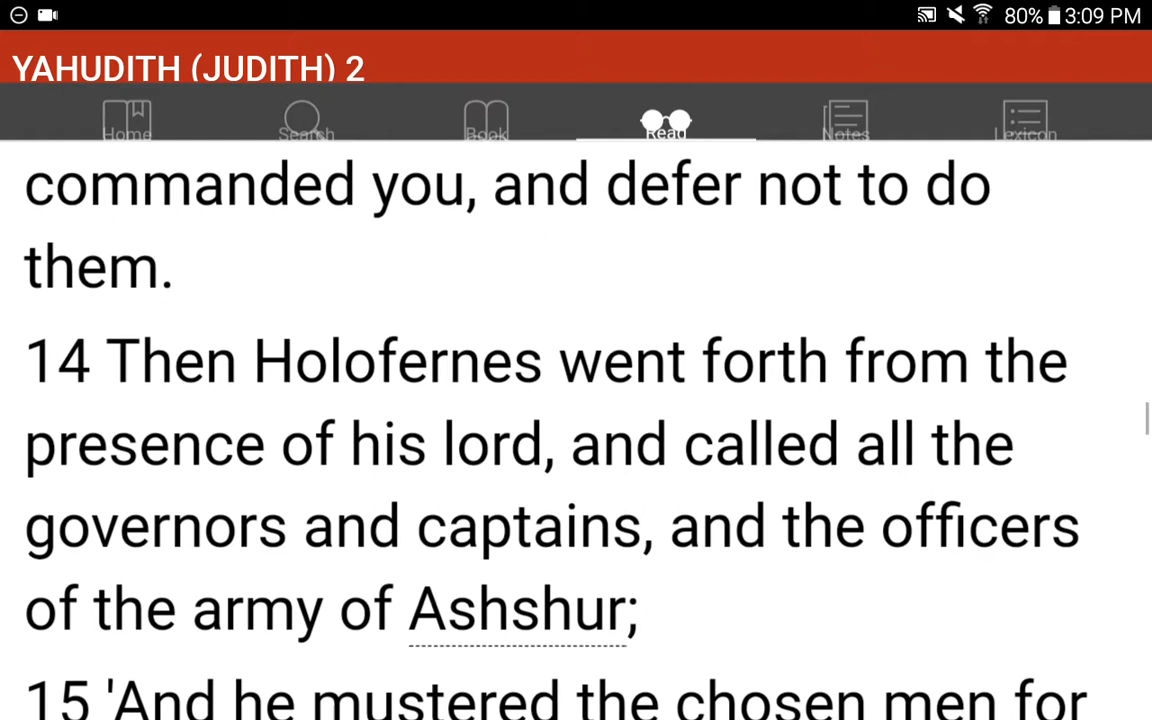 80% 3:09 PM
YAHUDITH (JUDITH) 2
Home Search Book Read Notes Lexicon
commanded you, and defer not to do
them.
14 Then Holofernes went forth from the
presence of his lord, and called all the
governors and captains, and the officers
of the army of Ashshur;
15 'And he mustered the chosen men for